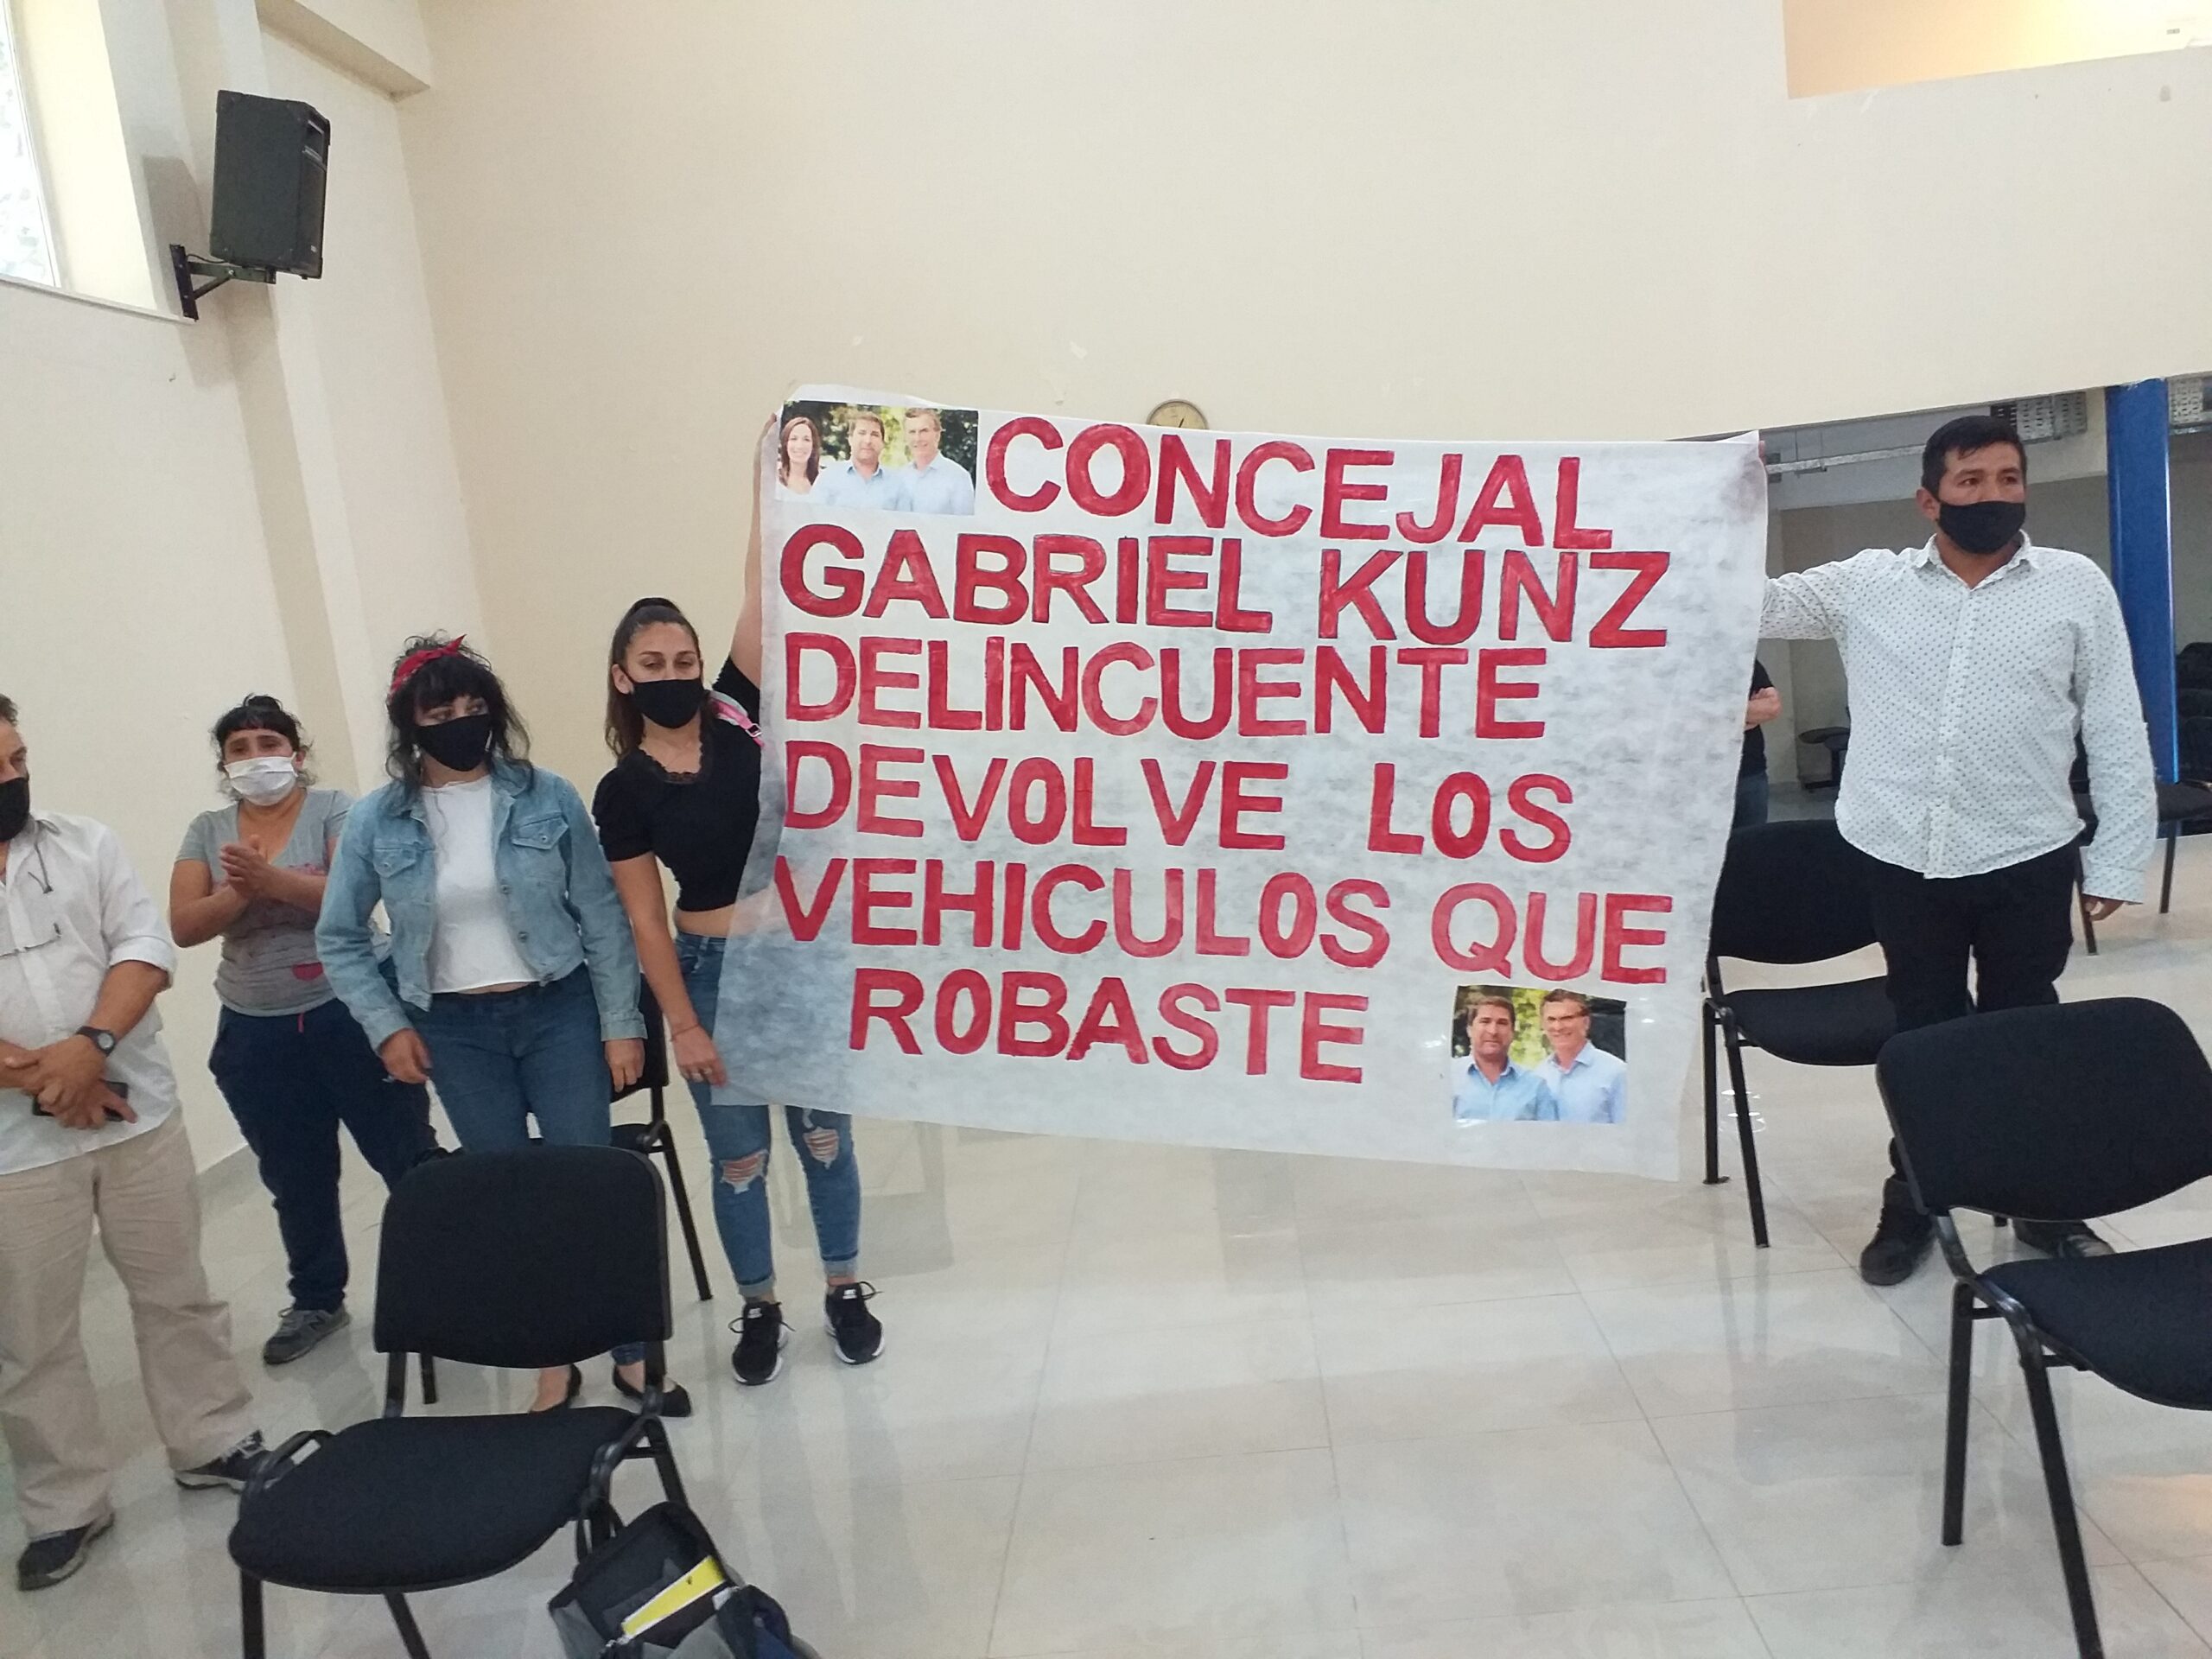 CONCEJAL
GABRIEL KUNZ
DELINCUENTE
DEVOLVE LOS
VEHICULOS QUE
ROBASTE